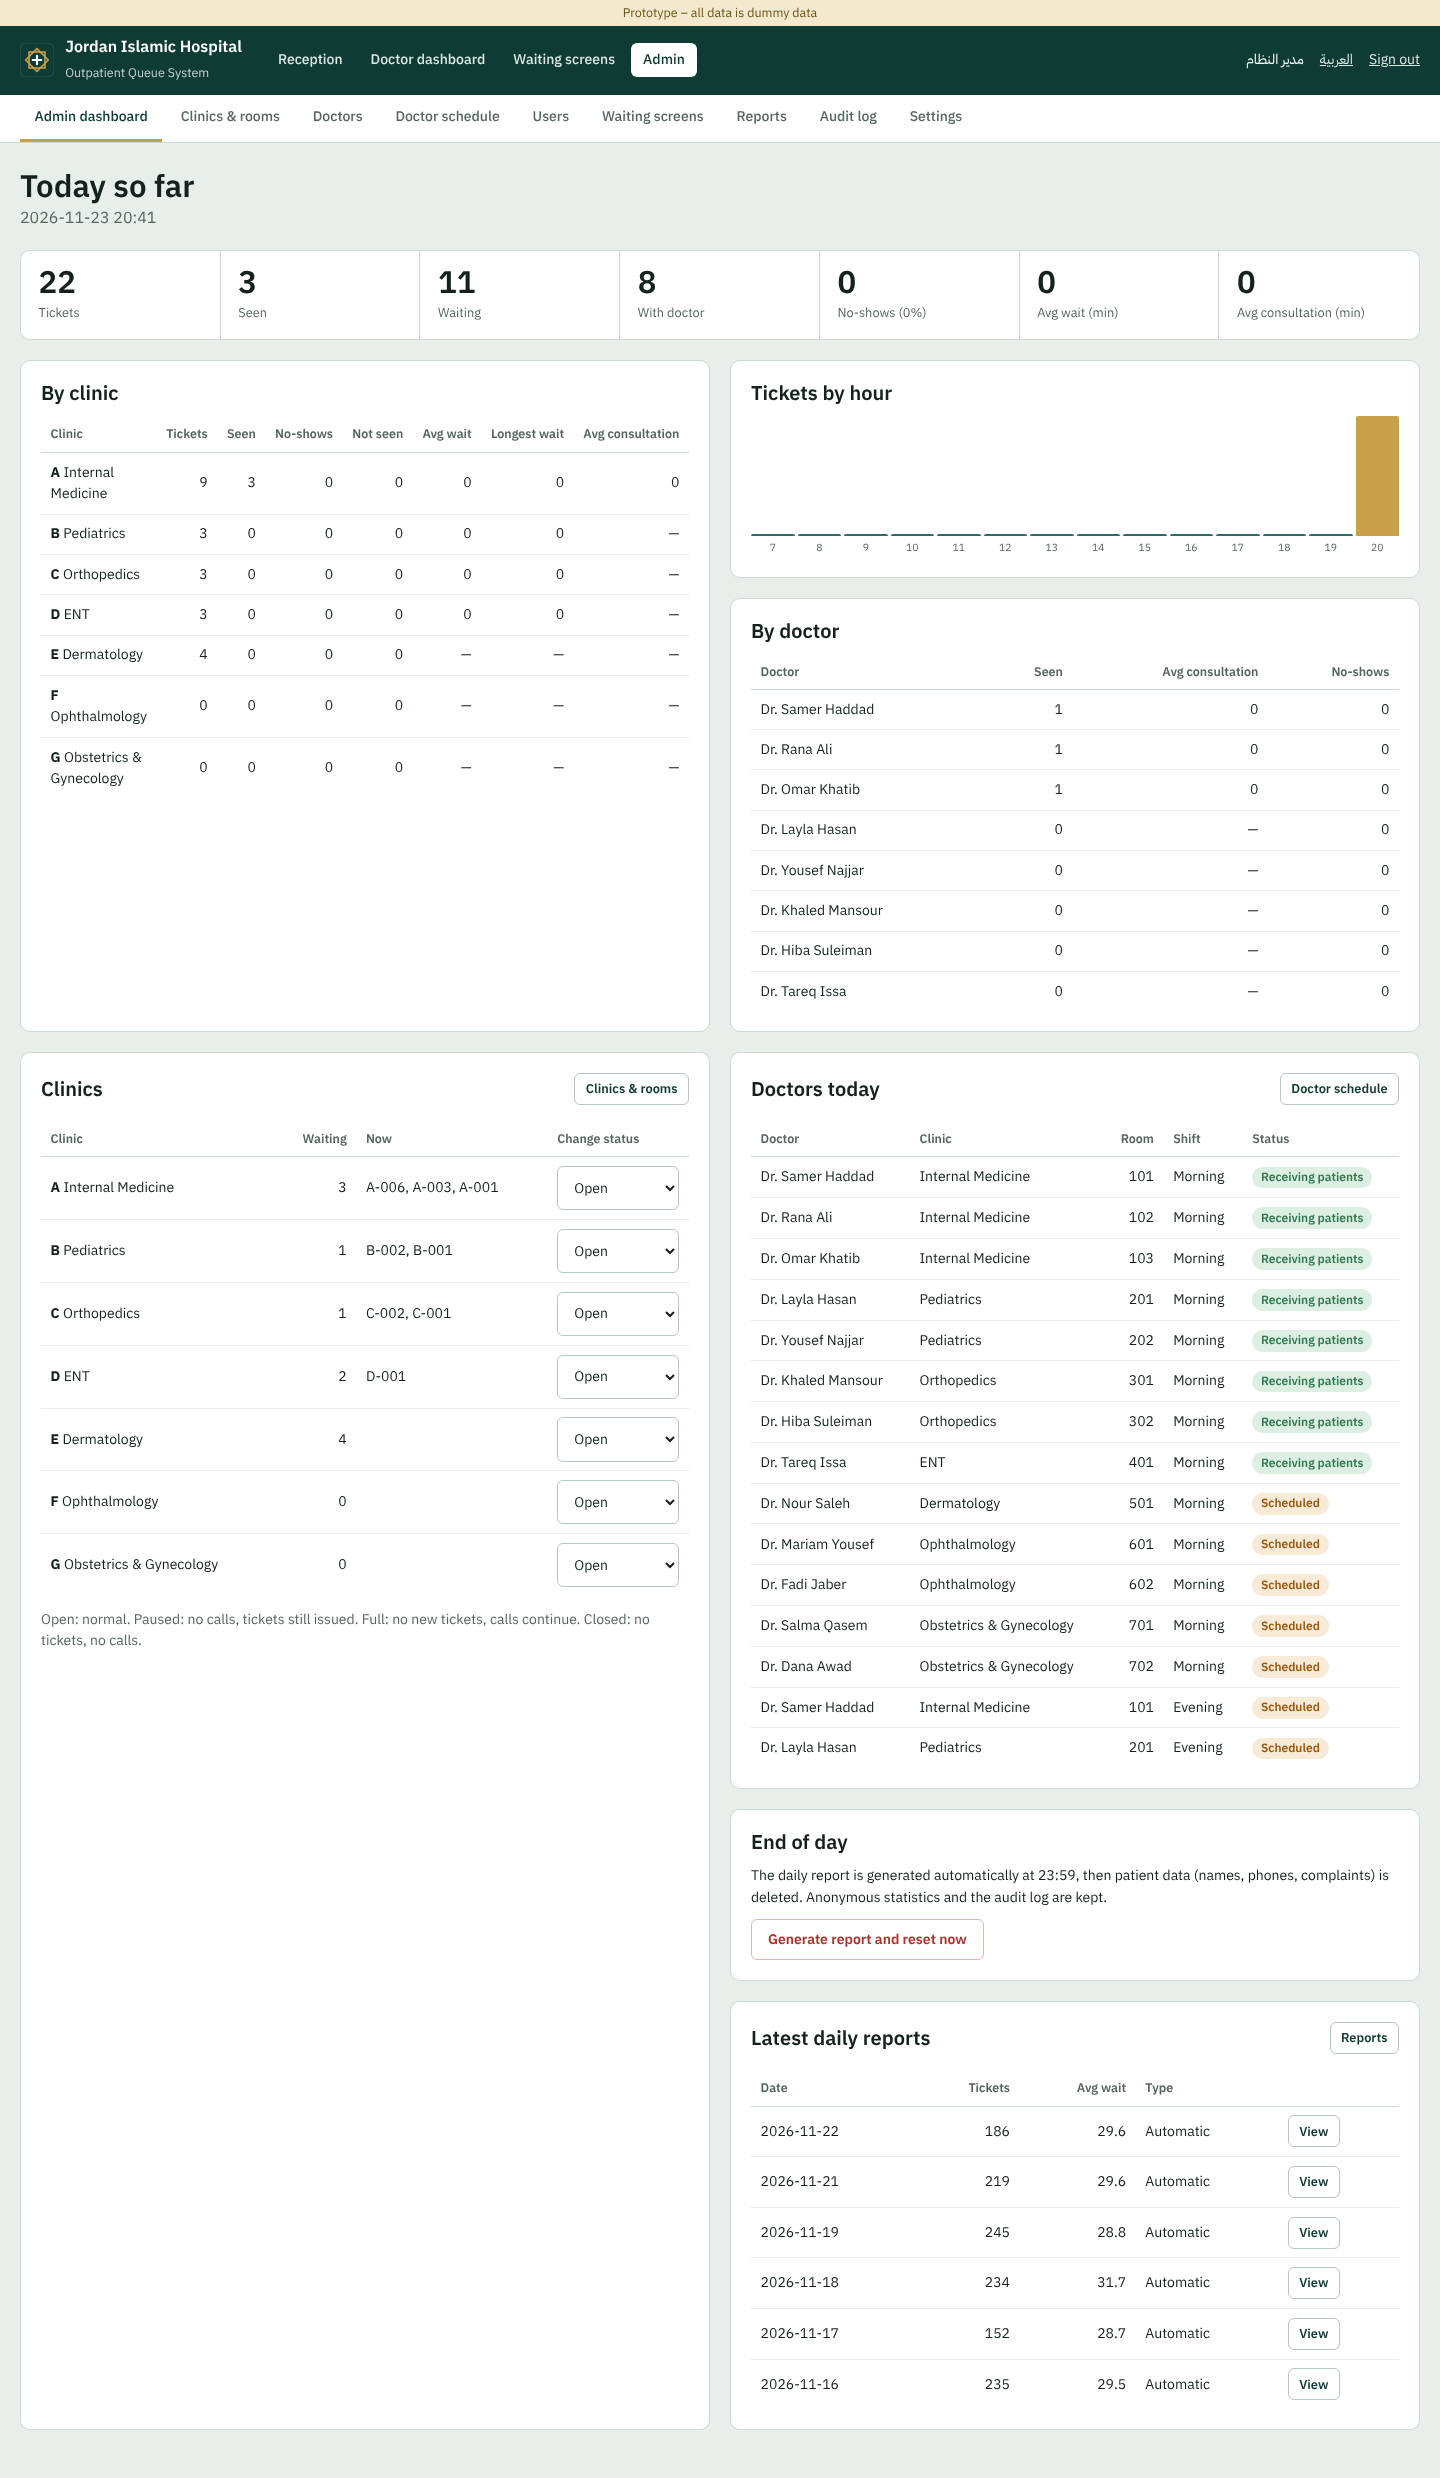 Prototype – all data is dummy data
Jordan Islamic Hospital
Outpatient Queue System
Reception Doctor dashboard Waiting screens Admin
مدير النظام العربية Sign out
Admin dashboard Clinics & rooms Doctors Doctor schedule Users Waiting screens Reports Audit log Settings
Today so far
2026-11-23 20:41
22 3 11 8 0 0 0
Tickets Seen Waiting With doctor No-shows (0%) Avg wait (min) Avg consultation (min)
By clinic
Clinic Tickets Seen No-shows Not seen Avg wait Longest wait Avg consultation
A Internal
Medicine 9 3 0 0 0 0 0
B Pediatrics 3 0 0 0 0 0 —
C Orthopedics 3 0 0 0 0 0 —
D ENT 3 0 0 0 0 0 —
E Dermatology 4 0 0 0 — — —
F
Ophthalmology 0 0 0 0 — — —
G Obstetrics &
Gynecology 0 0 0 0 — — —
Tickets by hour
7 8 9 10 11 12 13 14 15 16 17 18 19 20
By doctor
Doctor Seen Avg consultation No-shows
Dr. Samer Haddad 1 0 0
Dr. Rana Ali 1 0 0
Dr. Omar Khatib 1 0 0
Dr. Layla Hasan 0 — 0
Dr. Yousef Najjar 0 — 0
Dr. Khaled Mansour 0 — 0
Dr. Hiba Suleiman 0 — 0
Dr. Tareq Issa 0 — 0
Clinics Clinics & rooms
Clinic Waiting Now Change status
A Internal Medicine 3 A-006, A-003, A-001 Open
B Pediatrics 1 B-002, B-001 Open
C Orthopedics 1 C-002, C-001 Open
D ENT 2 D-001 Open
E Dermatology 4 Open
F Ophthalmology 0 Open
G Obstetrics & Gynecology 0 Open
Open: normal. Paused: no calls, tickets still issued. Full: no new tickets, calls continue. Closed: no
tickets, no calls.
Doctors today Doctor schedule
Doctor Clinic Room Shift Status
Dr. Samer Haddad Internal Medicine 101 Morning Receiving patients
Dr. Rana Ali Internal Medicine 102 Morning Receiving patients
Dr. Omar Khatib Internal Medicine 103 Morning Receiving patients
Dr. Layla Hasan Pediatrics 201 Morning Receiving patients
Dr. Yousef Najjar Pediatrics 202 Morning Receiving patients
Dr. Khaled Mansour Orthopedics 301 Morning Receiving patients
Dr. Hiba Suleiman Orthopedics 302 Morning Receiving patients
Dr. Tareq Issa ENT 401 Morning Receiving patients
Dr. Nour Saleh Dermatology 501 Morning Scheduled
Dr. Mariam Yousef Ophthalmology 601 Morning Scheduled
Dr. Fadi Jaber Ophthalmology 602 Morning Scheduled
Dr. Salma Qasem Obstetrics & Gynecology 701 Morning Scheduled
Dr. Dana Awad Obstetrics & Gynecology 702 Morning Scheduled
Dr. Samer Haddad Internal Medicine 101 Evening Scheduled
Dr. Layla Hasan Pediatrics 201 Evening Scheduled
End of day
The daily report is generated automatically at 23:59, then patient data (names, phones, complaints) is
deleted. Anonymous statistics and the audit log are kept.
Generate report and reset now
Latest daily reports Reports
Date Tickets Avg wait Type
2026-11-22 186 29.6 Automatic View
2026-11-21 219 29.6 Automatic View
2026-11-19 245 28.8 Automatic View
2026-11-18 234 31.7 Automatic View
2026-11-17 152 28.7 Automatic View
2026-11-16 235 29.5 Automatic View